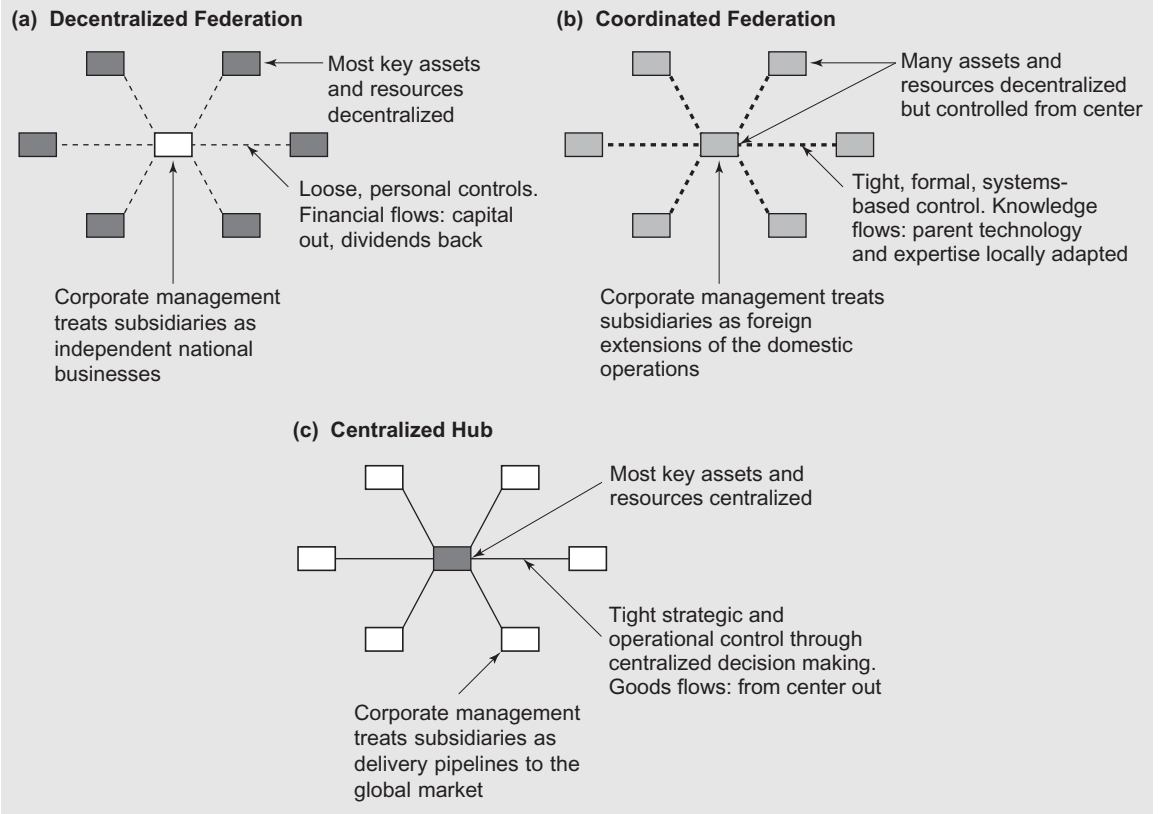 (a) Decentralized Federation
Most key assets
and resources
decentralized
Loose, personal controls.
Financial flows: capital
out, dividends back
Corporate management
treats subsidiaries as
independent national
businesses
(b) Coordinated Federation
Many assets and
resources decentralized
but controlled from center
Tight, formal, systems-
based control. Knowledge
flows: parent technology
and expertise locally adapted
Corporate management treats
subsidiaries as foreign
extensions of the domestic
operations
(c) Centralized Hub
Most key assets and
resources centralized
Tight strategic and
operational control through
centralized decision making.
Goods flows: from center out
Corporate management
treats subsidiaries as
delivery pipelines to the
global market